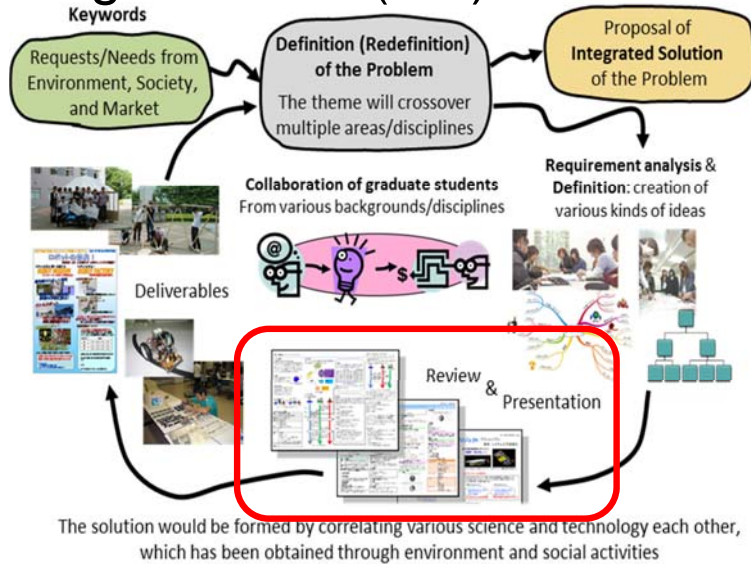 Keywords
Requests/Needs from
Environment, Society,
and Market
Definition (Redefinition)
of the Problem
The theme will crossover
multiple areas/disciplines
Proposal of
Integrated Solution
of the Problem
Collaboration of graduate students
From various backgrounds/disciplines
Requirement analysis &
Definition: creation of
various kinds of ideas
@
$
Deliverables
Review
&
Presentation
The solution would be formed by correlating various science and technology each other,
which has been obtained through environment and social activities